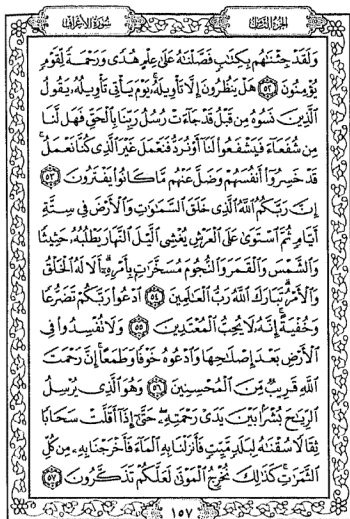 الجزء الثامن
سورة الأعراف
وَلَقَدْ جِئْنَٰهُم بِكِتَٰبٍ فَصَّلْنَٰهُ عَلَىٰ عِلْمٍ هُدًى وَرَحْمَةً لِّقَوْمٍ
يُؤْمِنُونَ ٥٢ هَلْ يَنظُرُونَ إِلَّا تَأْوِيلَهُۥ يَوْمَ يَأْتِى تَأْوِيلُهُۥ يَقُولُ
ٱلَّذِينَ نَسُوهُ مِن قَبْلُ قَدْ جَآءَتْ رُسُلُ رَبِّنَا بِٱلْحَقِّ فَهَل لَّنَا
مِن شُفَعَآءَ فَيَشْفَعُوا۟ لَنَآ أَوْ نُرَدُّ فَنَعْمَلَ غَيْرَ ٱلَّذِى كُنَّا نَعْمَلُ
قَدْ خَسِرُوٓا۟ أَنفُسَهُمْ وَضَلَّ عَنْهُم مَّا كَانُوا۟ يَفْتَرُونَ ٥٣
إِنَّ رَبَّكُمُ ٱللَّهُ ٱلَّذِى خَلَقَ ٱلسَّمَٰوَٰتِ وَٱلْأَرْضَ فِى سِتَّةِ
أَيَّامٍ ثُمَّ ٱسْتَوَىٰ عَلَى ٱلْعَرْشِ يُغْشِى ٱلَّيْلَ ٱلنَّهَارَ يَطْلُبُهُۥ حَثِيثًا
وَٱلشَّمْسَ وَٱلْقَمَرَ وَٱلنُّجُومَ مُسَخَّرَٰتٍۭ بِأَمْرِهِۦٓ أَلَا لَهُ ٱلْخَلْقُ
وَٱلْأَمْرُ تَبَارَكَ ٱللَّهُ رَبُّ ٱلْعَٰلَمِينَ ٥٤ ٱدْعُوا۟ رَبَّكُمْ تَضَرُّعًا
وَخُفْيَةً إِنَّهُۥ لَا يُحِبُّ ٱلْمُعْتَدِينَ ٥٥ وَلَا تُفْسِدُوا۟ فِى
ٱلْأَرْضِ بَعْدَ إِصْلَٰحِهَا وَٱدْعُوهُ خَوْفًا وَطَمَعًا إِنَّ رَحْمَتَ
ٱللَّهِ قَرِيبٌ مِّنَ ٱلْمُحْسِنِينَ ٥٦ وَهُوَ ٱلَّذِى يُرْسِلُ
ٱلرِّيَٰحَ بُشْرًۢا بَيْنَ يَدَىْ رَحْمَتِهِۦ حَتَّىٰٓ إِذَآ أَقَلَّتْ سَحَابًا
ثِقَالًا سُقْنَٰهُ لِبَلَدٍ مَّيِّتٍ فَأَنزَلْنَا بِهِ ٱلْمَآءَ فَأَخْرَجْنَا بِهِۦ مِن كُلِّ
ٱلثَّمَرَٰتِ كَذَٰلِكَ نُخْرِجُ ٱلْمَوْتَىٰ لَعَلَّكُمْ تَذَكَّرُونَ ٥٧
١٥٧